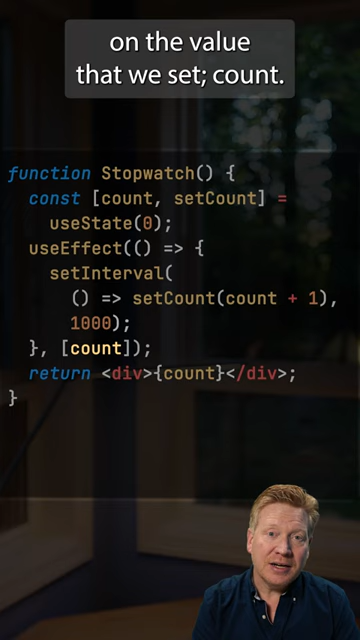 on the value
that we set; count.
function Stopwatch() {
const [count, setCount] =
useState(0);
useEffect(() => {
setInterval(
() => setCount(count + 1),
1000);
}, [count]);
return <div>{count}</div>;
}